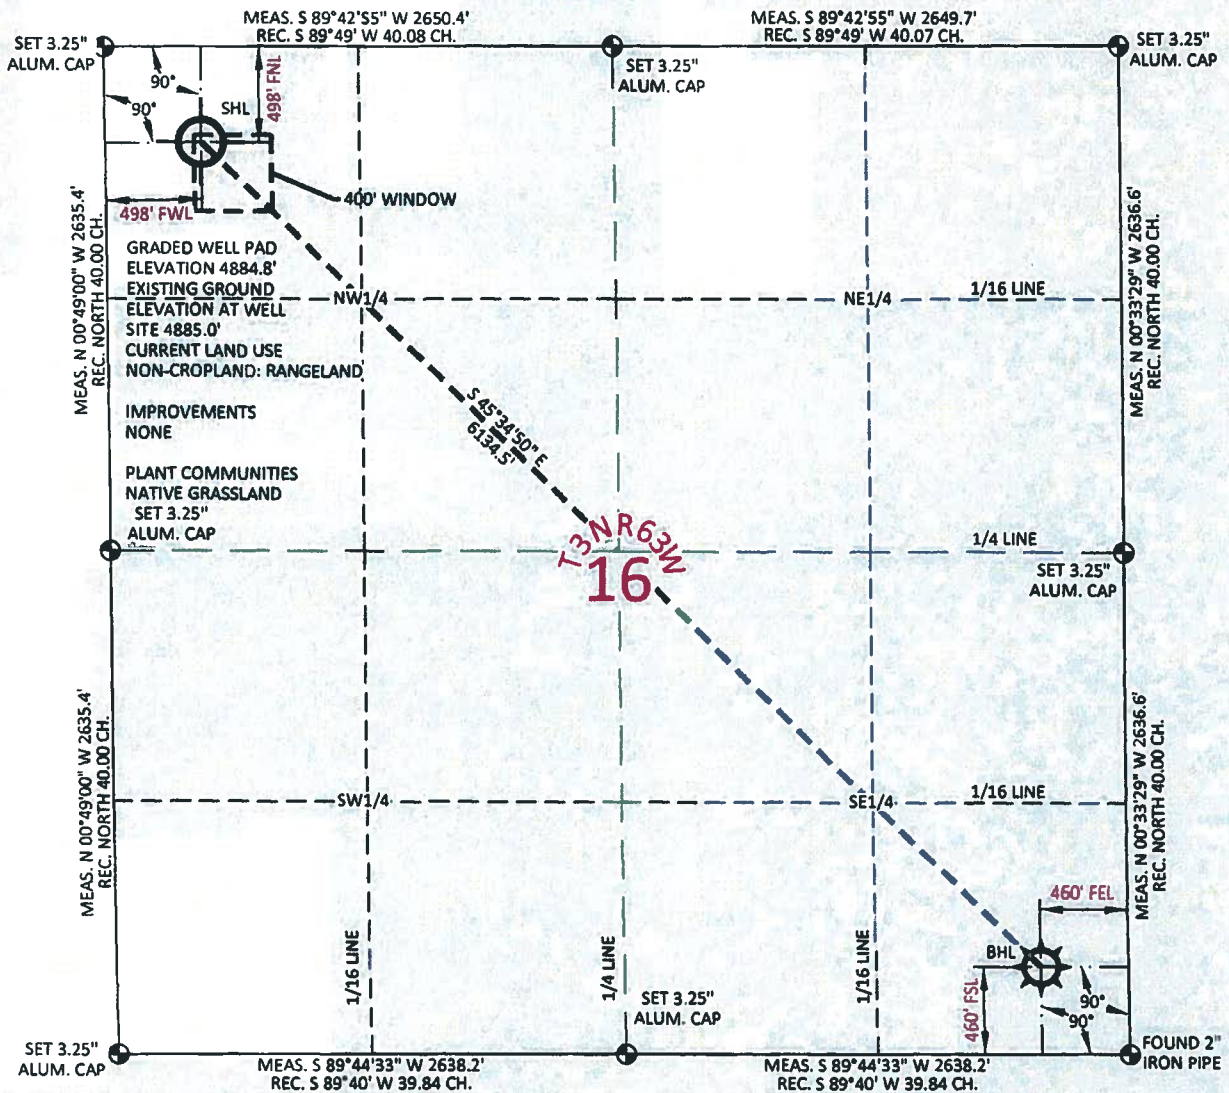 MEAS. S 89°42'55" W 2650.4'
REC. S 89°49' W 40.08 CH.
MEAS. S 89°42'55" W 2649.7'
REC. S 89°49' W 40.07 CH.
SET 3.25"
ALUM. CAP
SET 3.25"
ALUM. CAP
SET 3.25"
ALUM. CAP
90°
90°
SHL
498' FNL
400' WINDOW
498' FWL
MEAS. N 00°49'00" W 2635.4'
REC. NORTH 40.00 CH.
MEAS. N 00°33'29" W 2636.6'
REC. NORTH 40.00 CH.
GRADED WELL PAD
ELEVATION 4884.8'
EXISTING GROUND
ELEVATION AT WELL
SITE 4885.0'
CURRENT LAND USE
NON-CROPLAND: RANGELAND
NW1/4
NE1/4
1/16 LINE
IMPROVEMENTS
NONE
S 45°34'50" E
6134.5'
PLANT COMMUNITIES
NATIVE GRASSLAND
SET 3.25"
ALUM. CAP
T3N R63W
16
1/4 LINE
SET 3.25"
ALUM. CAP
MEAS. N 00°49'00" W 2635.4'
REC. NORTH 40.00 CH.
MEAS. N 00°33'29" W 2636.6'
REC. NORTH 40.00 CH.
SW1/4
SE1/4
1/16 LINE
460' FEL
BHL
460' FSL
90°
90°
1/16 LINE
1/4 LINE
1/16 LINE
SET 3.25"
ALUM. CAP
SET 3.25"
ALUM. CAP
FOUND 2"
IRON PIPE
MEAS. S 89°44'33" W 2638.2'
REC. S 89°40' W 39.84 CH.
MEAS. S 89°44'33" W 2638.2'
REC. S 89°40' W 39.84 CH.